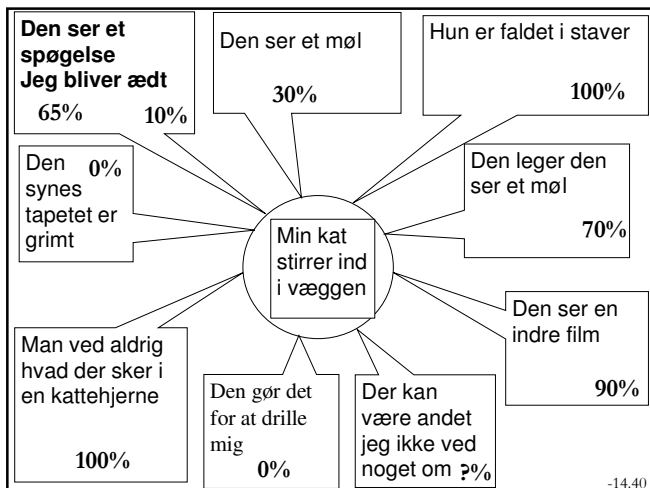 Den ser et
spøgelse
Jeg bliver ædt
65% 10%
Den ser et møl
30%
Hun er faldet i staver
100%
Den 0%
synes
tapetet er
grimt
Den leger den
ser et møl
70%
Min kat
stirrer ind
i væggen
Den ser en
indre film
90%
Man ved aldrig
hvad der sker i
en kattehjerne
100%
Den gør det
for at drille
mig
0%
Der kan
være andet
jeg ikke ved
noget om ?%
-14.40